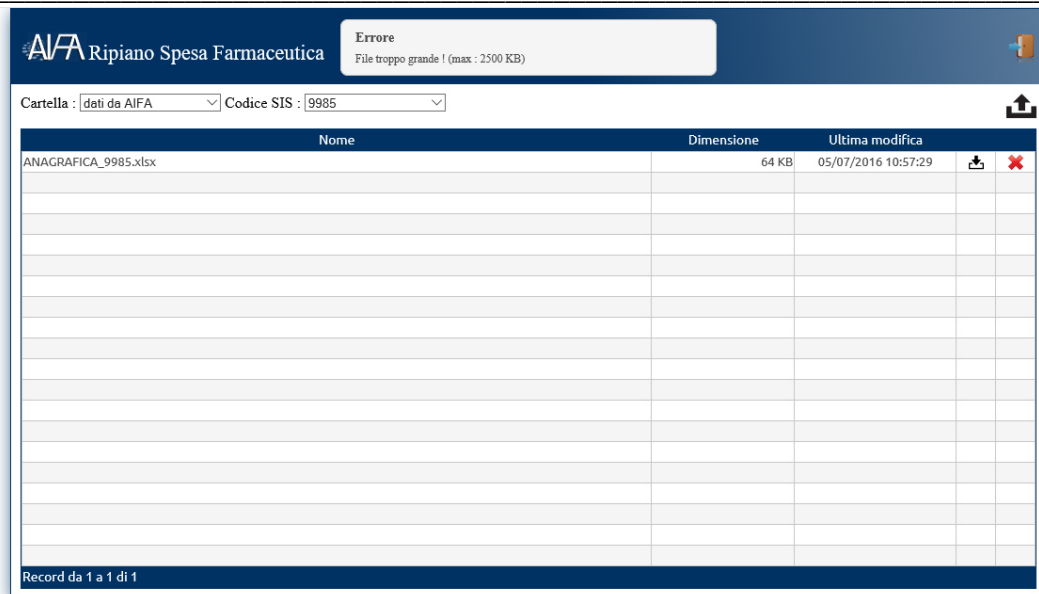 AIFA Ripiano Spesa Farmaceutica
Errore
File troppo grande ! (max : 2500 KB)
Cartella : dati da AIFA Codice SIS : 9985
Nome Dimensione Ultima modifica
ANAGRAFICA_9985.xlsx 64 KB 05/07/2016 10:57:29
Record da 1 a 1 di 1